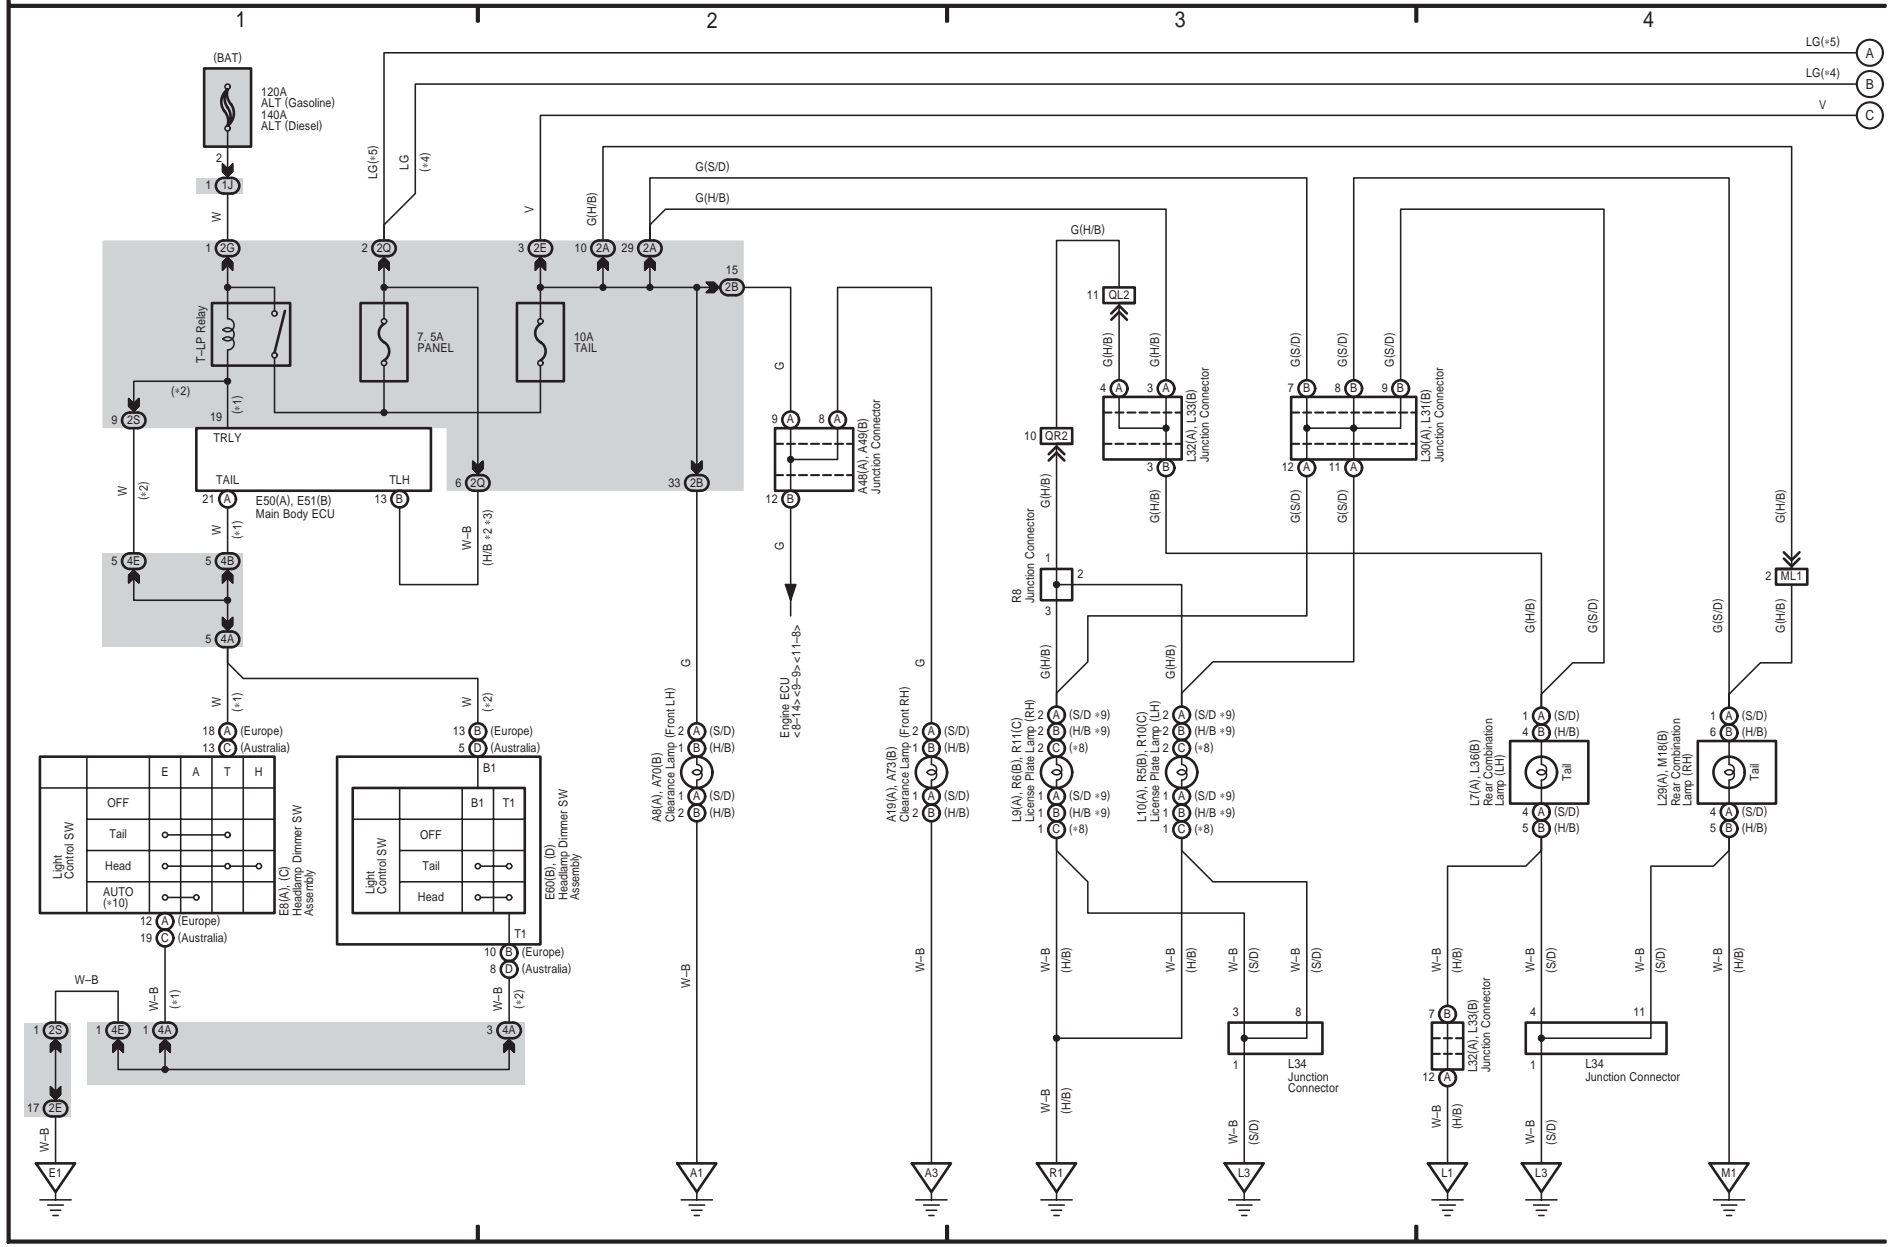 1
2
3
4
LG(*5)
A
LG(*4)
B
V
C
(BAT)
120A
ALT (Gasoline)
140A
ALT (Diesel)
2
1 1J
W
LG(*5)
LG
(*4)
V
G(H/B)
G(S/D)
G(H/B)
1 2G
2 2Q
3 2E
10 2A
29 2A
15
2B
T–LP Relay
7. 5A
PANEL
10A
TAIL
(*2)
(*1)
9 2S
19
TRLY
TAIL
TLH
21 A
E50(A), E51(B)
Main Body ECU
13 B
6 2Q
33 2B
W
(*2)
W
(*1)
W–B
(H/B *2 *3)
5 4E
5 4B
5 4A
W
(*1)
W
(*2)
G
9 A
8 A
A48(A), A49(B)
Junction Connector
12 B
G
Engine ECU
<8–14> <9–9> <11–8>
G
G
G(H/B)
11 QL2
G(H/B)
G(H/B)
4 A
3 A
L32(A), L33(B)
Junction Connector
3 B
10 QR2
G(H/B)
G(H/B)
G(S/D)
G(S/D)
G(S/D)
7 B
8 B
9 B
L30(A), L31(B)
Junction Connector
12 A
11 A
G(S/D)
G(S/D)
G(H/B)
R8
Junction Connector
1
2
3
2 ML1
G(H/B)
G(H/B)
G(H/B)
G(S/D)
G(S/D)
G(H/B)
G(H/B)
18 A (Europe)
13 C (Australia)
E
A
T
H
OFF
Tail
Head
AUTO
(*10)
Light
Control SW
E8(A), (C)
Headlamp Dimmer SW
Assembly
12 A (Europe)
19 C (Australia)
13 B (Europe)
5 D (Australia)
B1
B1
T1
OFF
Tail
Head
Light
Control SW
T1
E60(B), (D)
Headlamp Dimmer SW
Assembly
10 B (Europe)
8 D (Australia)
A8(A), A70(B)
Clearance Lamp (Front LH)
2 A (S/D)
1 B (H/B)
1 A (S/D)
2 B (H/B)
A19(A), A73(B)
Clearance Lamp (Front RH)
2 A (S/D)
1 B (H/B)
1 A (S/D)
2 B (H/B)
L9(A), R6(B), R11(C)
License Plate Lamp (RH)
2 A (S/D *9)
2 B (H/B *9)
2 C (*8)
1 A (S/D *9)
1 B (H/B *9)
1 C (*8)
L10(A), R5(B), R10(C)
License Plate Lamp (LH)
2 A (S/D *9)
2 B (H/B *9)
2 C (*8)
1 A (S/D *9)
1 B (H/B *9)
1 C (*8)
L7(A), L36(B)
Rear Combination
Lamp (LH)
1 A (S/D)
4 B (H/B)
Tail
4 A (S/D)
5 B (H/B)
L29(A), M18(B)
Rear Combination
Lamp (RH)
1 A (S/D)
6 B (H/B)
Tail
4 A (S/D)
5 B (H/B)
W–B
W–B
(*1)
W–B
(*2)
1 2S
1 4E
1 4A
3 4A
17 2E
W–B
W–B
W–B
W–B
(H/B)
W–B
(H/B)
W–B
(S/D)
W–B
(S/D)
W–B
(H/B)
W–B
(S/D)
W–B
(S/D)
W–B
(H/B)
3
8
1
L34
Junction
Connector
7 B
L32(A), L33(B)
Junction Connector
12 A
4
11
1
L34
Junction Connector
W–B
(H/B)
W–B
(S/D)
W–B
(H/B)
W–B
(S/D)
E1
A1
A3
R1
L3
L1
L3
M1